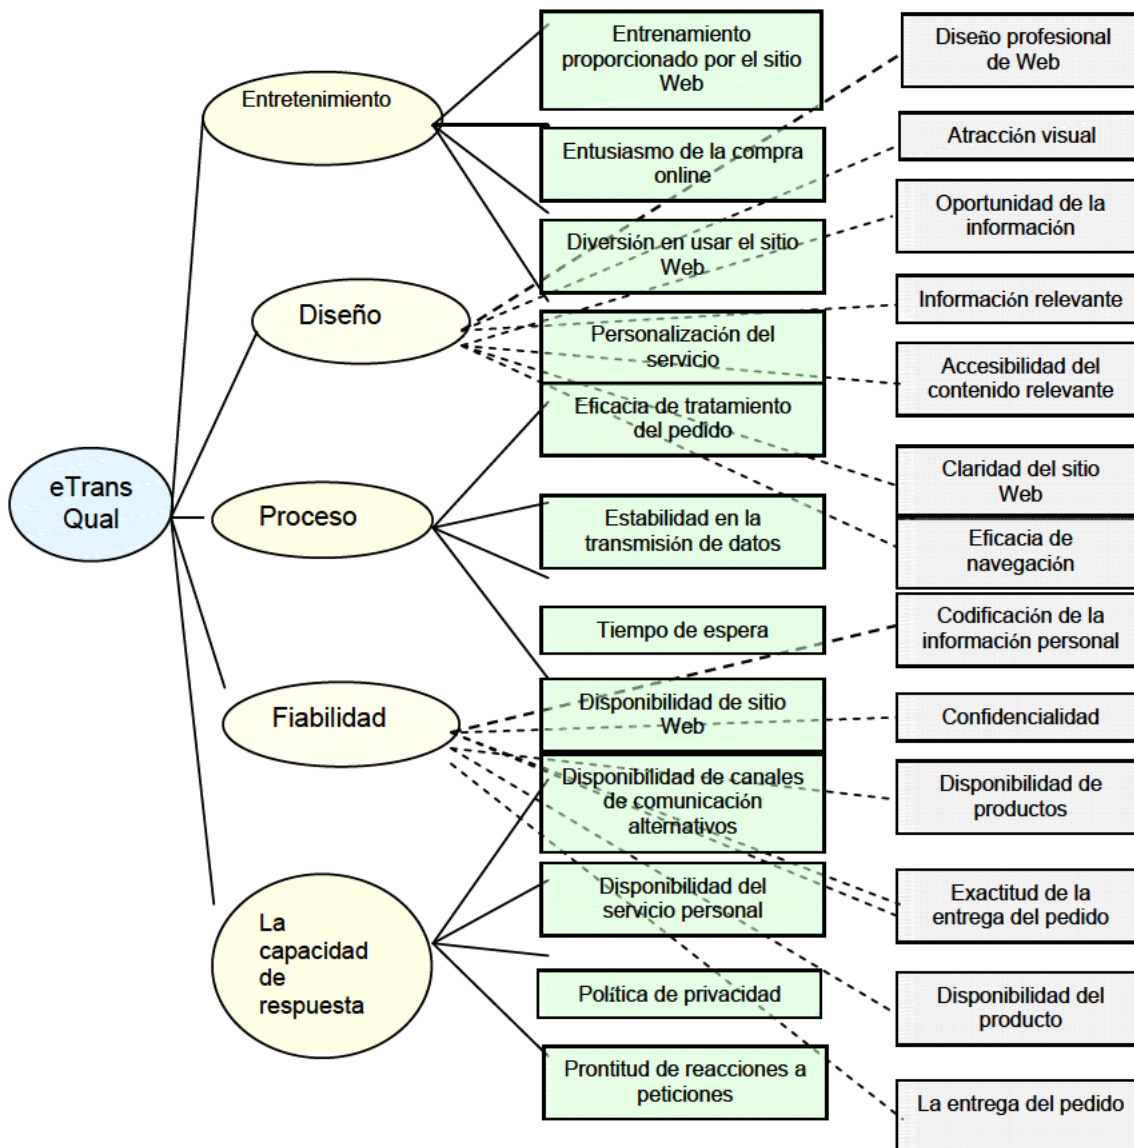 eTrans
Qual
Entretenimiento
Diseño
Proceso
Fiabilidad
La
capacidad
de
respuesta
Entrenamiento
proporcionado por el sitio
Web
Entusiasmo de la compra
online
Diversión en usar el sitio
Web
Personalización del
servicio
Eficacia de tratamiento
del pedido
Estabilidad en la
transmisión de datos
Tiempo de espera
Disponibilidad de sitio
Web
Disponibilidad de canales
de comunicación
alternativos
Disponibilidad del
servicio personal
Política de privacidad
Prontitud de reacciones a
peticiones
Diseño profesional
de Web
Atracción visual
Oportunidad de la
información
Información relevante
Accesibilidad del
contenido relevante
Claridad del sitio
Web
Eficacia de
navegación
Codificación de la
información personal
Confidencialidad
Disponibilidad de
productos
Exactitud de la
entrega del pedido
Disponibilidad del
producto
La entrega del pedido